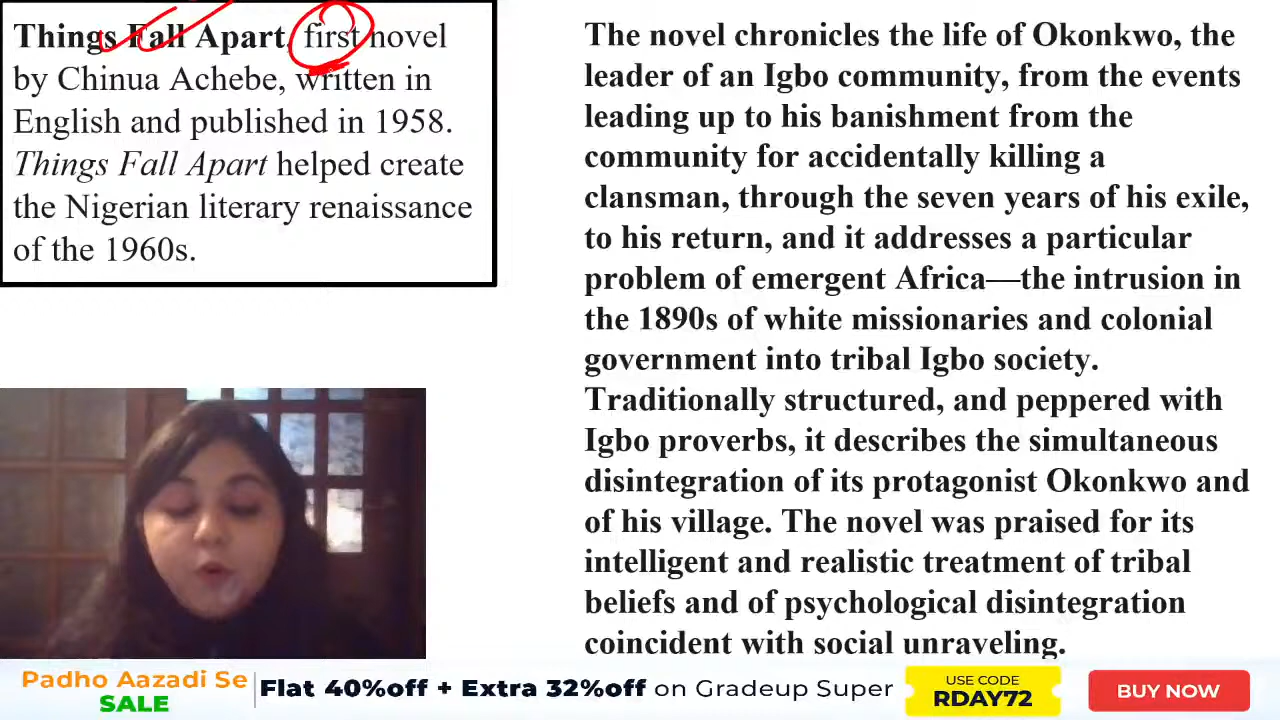 Things Fall Apart, first novel
by Chinua Achebe, written in
English and published in 1958.
Things Fall Apart helped create
the Nigerian literary renaissance
of the 1960s.
The novel chronicles the life of Okonkwo, the
leader of an Igbo community, from the events
leading up to his banishment from the
community for accidentally killing a
clansman, through the seven years of his exile,
to his return, and it addresses a particular
problem of emergent Africa—the intrusion in
the 1890s of white missionaries and colonial
government into tribal Igbo society.
Traditionally structured, and peppered with
Igbo proverbs, it describes the simultaneous
disintegration of its protagonist Okonkwo and
of his village. The novel was praised for its
intelligent and realistic treatment of tribal
beliefs and of psychological disintegration
coincident with social unraveling.
Padho Aazadi Se
SALE
Flat 40%off + Extra 32%off on Gradeup Super
USE CODE
RDAY72
BUY NOW